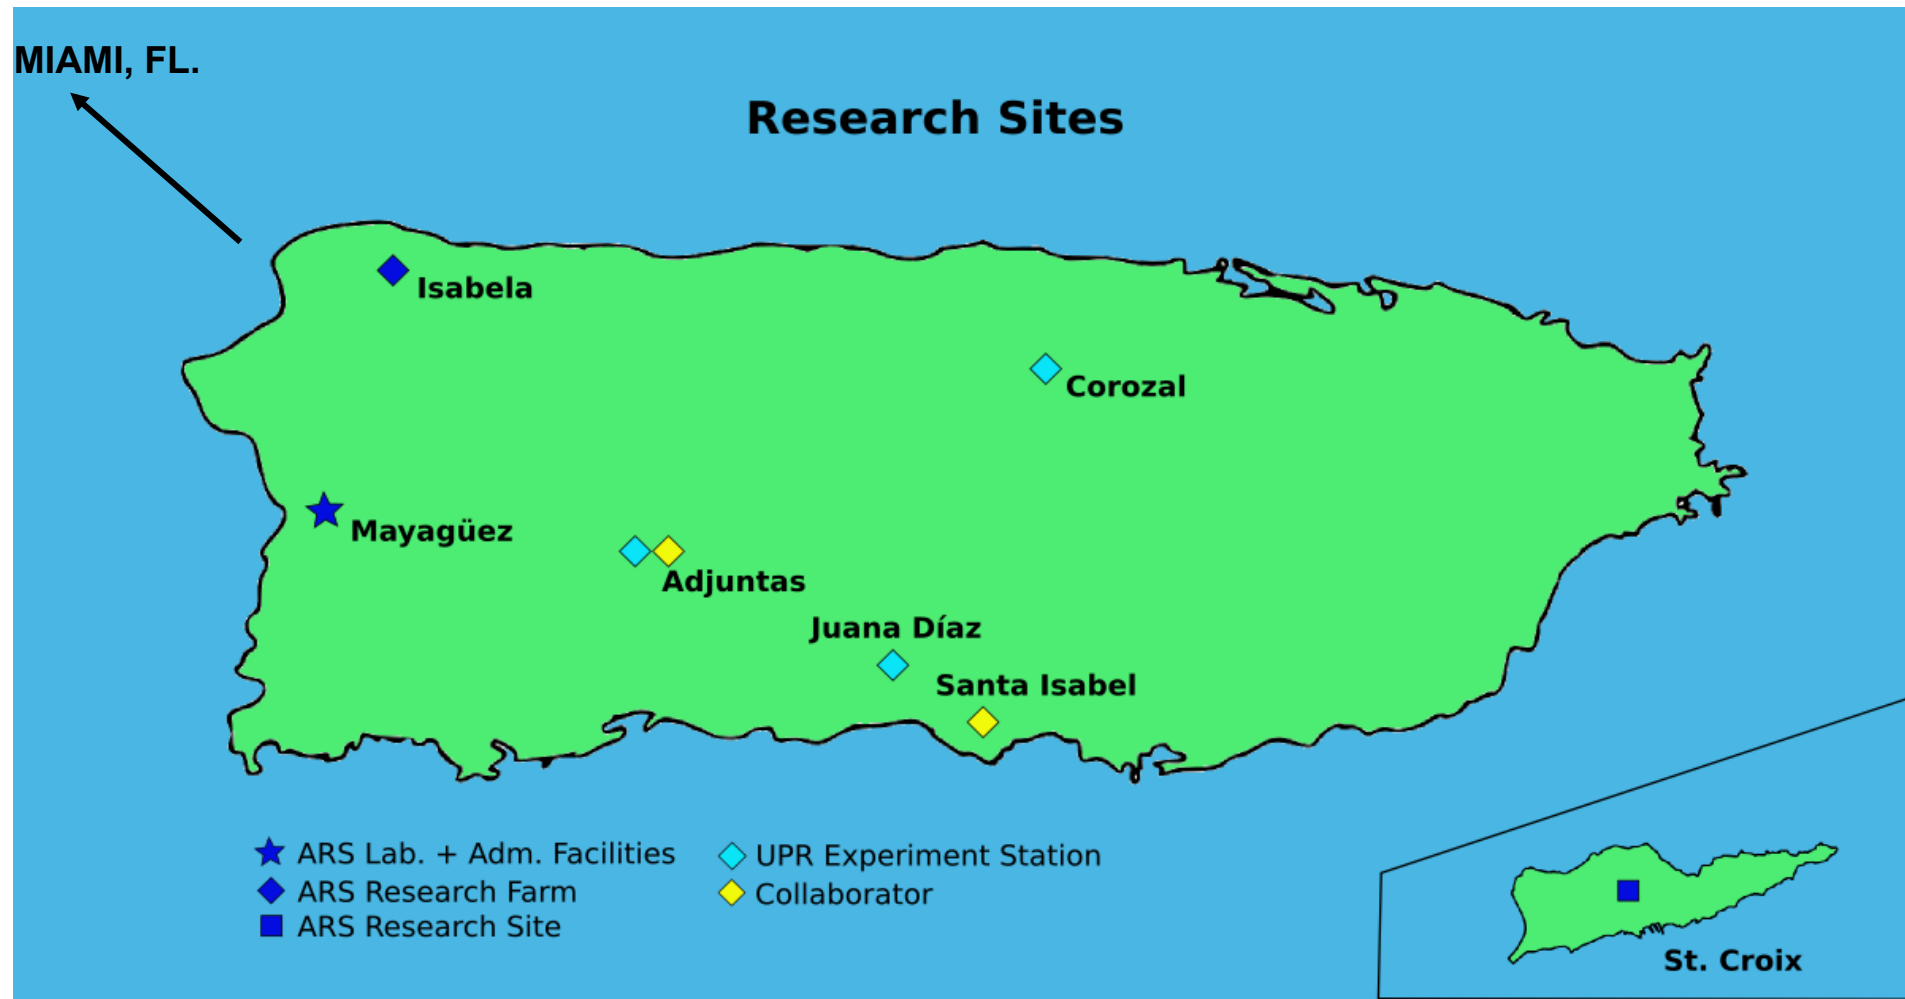 MIAMI, FL.
Research Sites
Isabela
Corozal
Mayagüez
Adjuntas
Juana Díaz
Santa Isabel
ARS Lab. + Adm. Facilities
ARS Research Farm
ARS Research Site
UPR Experiment Station
Collaborator
St. Croix